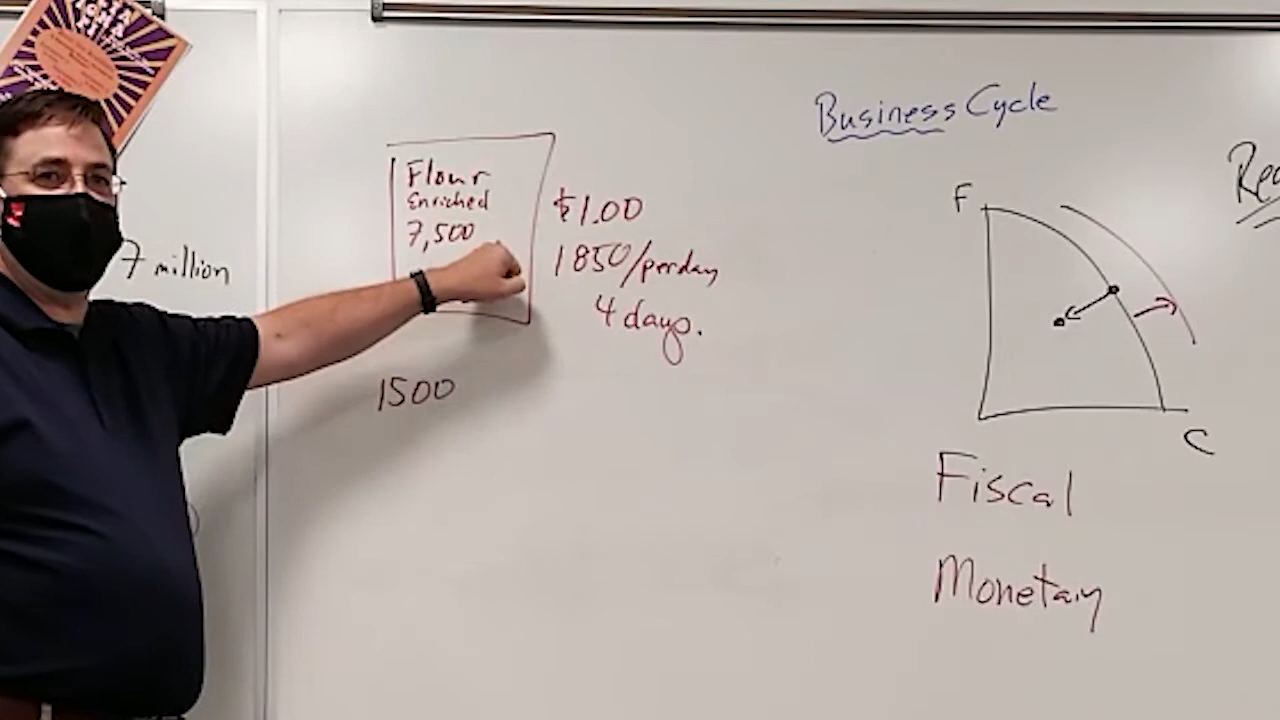 7 million
Flour
Enriched
7,500
$1.00
1850/perday
4 days.
1500
Business Cycle
F
C
Fiscal
Monetary